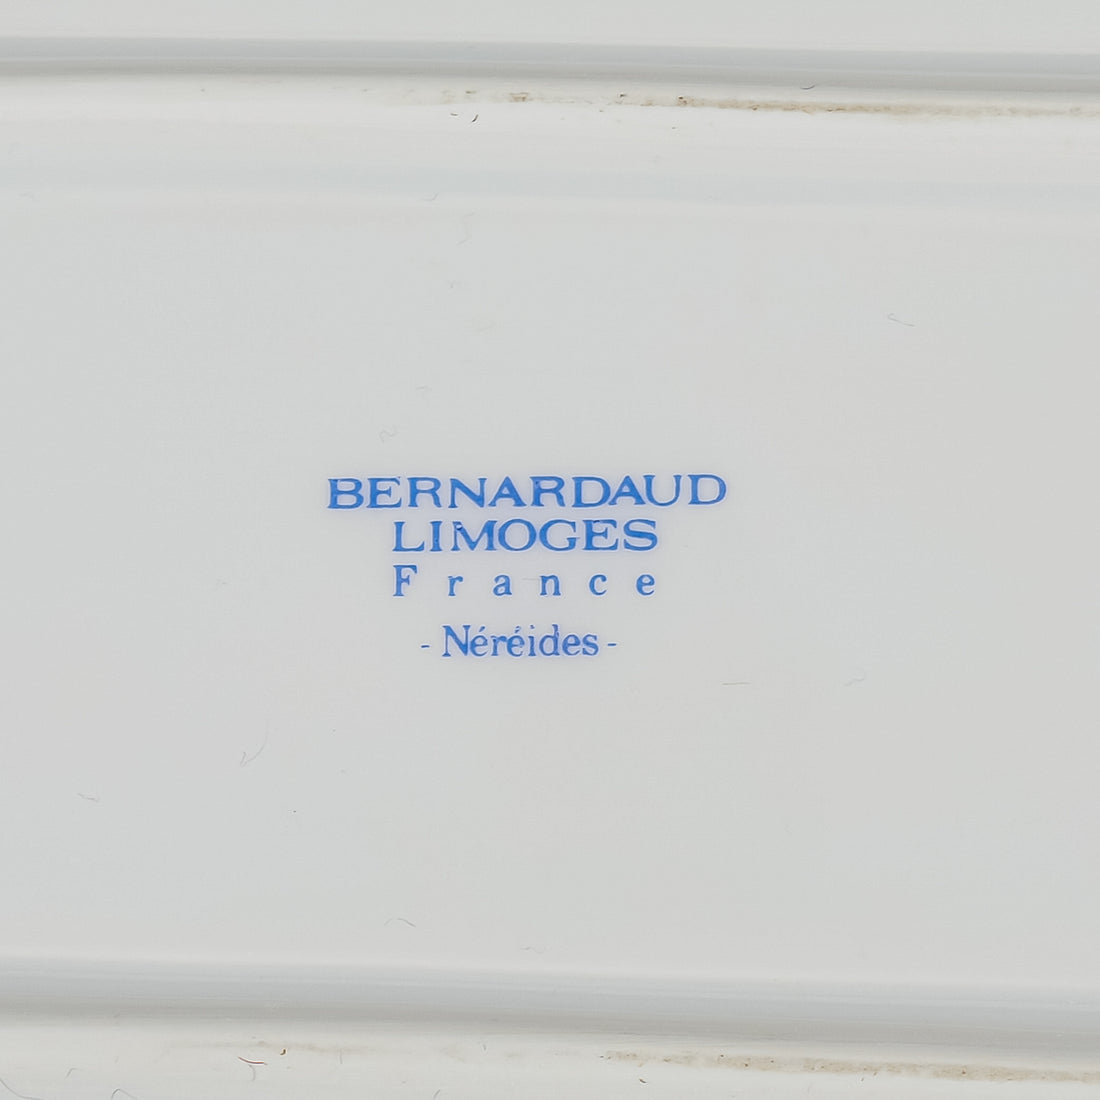 BERNARDAUD
LIMOGES
France
- Néréides -